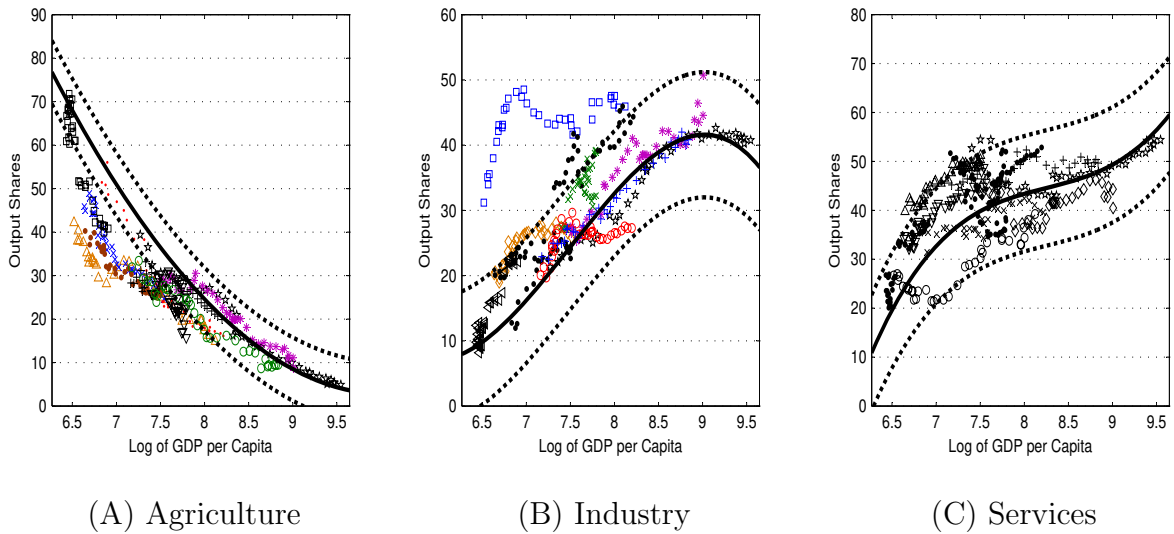 90
80
70
60
50
40
30
20
10
0
Output Shares
6.5 7 7.5 8 8.5 9 9.5
Log of GDP per Capita
(A) Agriculture
60
50
40
30
20
10
0
Output Shares
6.5 7 7.5 8 8.5 9 9.5
Log of GDP per Capita
(B) Industry
80
70
60
50
40
30
20
10
0
Output Shares
6.5 7 7.5 8 8.5 9 9.5
Log of GDP per Capita
(C) Services